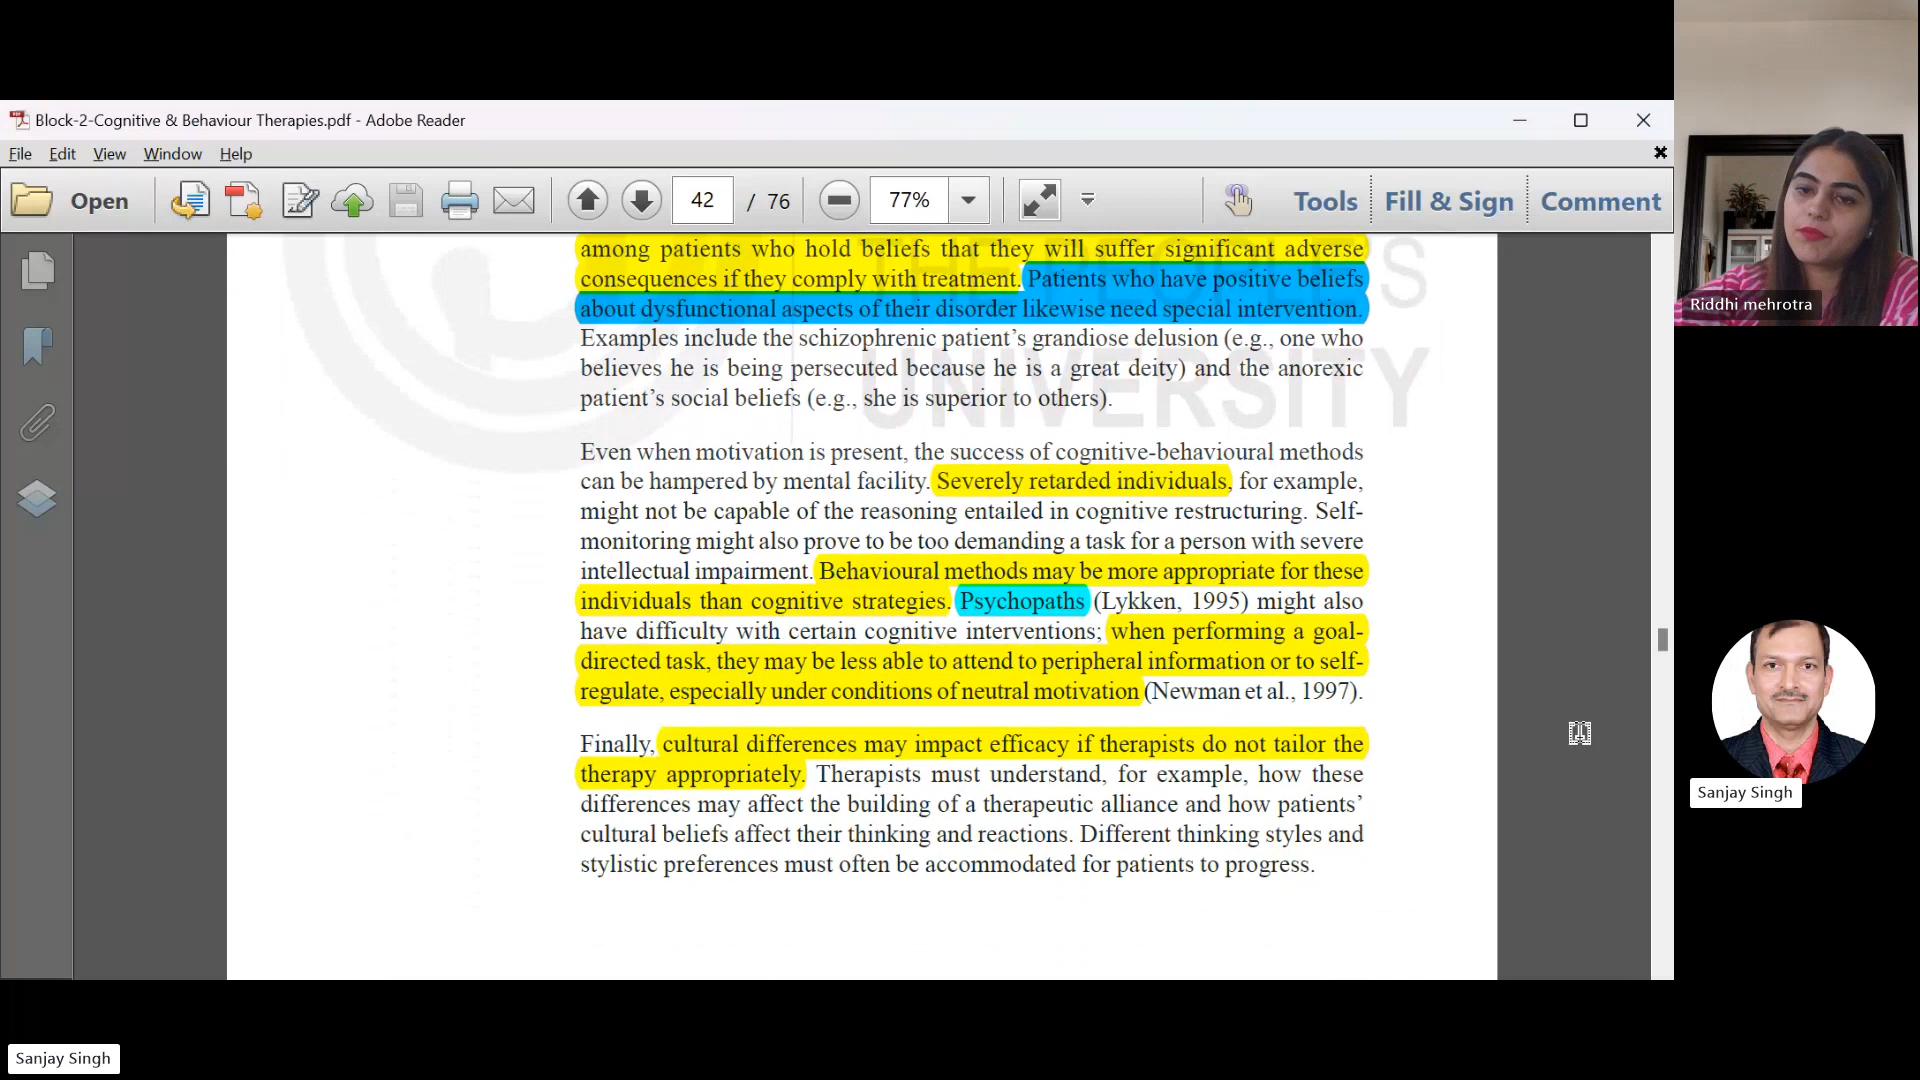 Block-2-Cognitive & Behaviour Therapies.pdf - Adobe Reader
File Edit View Window Help
Open 42 / 76 77% Tools Fill & Sign Comment
THE PEOPLE'S
UNIVERSITY
among patients who hold beliefs that they will suffer significant adverse
consequences if they comply with treatment. Patients who have positive beliefs
about dysfunctional aspects of their disorder likewise need special intervention.
Examples include the schizophrenic patient’s grandiose delusion (e.g., one who
believes he is being persecuted because he is a great deity) and the anorexic
patient’s social beliefs (e.g., she is superior to others).
Even when motivation is present, the success of cognitive-behavioural methods
can be hampered by mental facility. Severely retarded individuals, for example,
might not be capable of the reasoning entailed in cognitive restructuring. Self-
monitoring might also prove to be too demanding a task for a person with severe
intellectual impairment. Behavioural methods may be more appropriate for these
individuals than cognitive strategies. Psychopaths (Lykken, 1995) might also
have difficulty with certain cognitive interventions; when performing a goal-
directed task, they may be less able to attend to peripheral information or to self-
regulate, especially under conditions of neutral motivation (Newman et al., 1997).
Finally, cultural differences may impact efficacy if therapists do not tailor the
therapy appropriately. Therapists must understand, for example, how these
differences may affect the building of a therapeutic alliance and how patients’
cultural beliefs affect their thinking and reactions. Different thinking styles and
stylistic preferences must often be accommodated for patients to progress.
Riddhi mehrotra
Sanjay Singh
Sanjay Singh